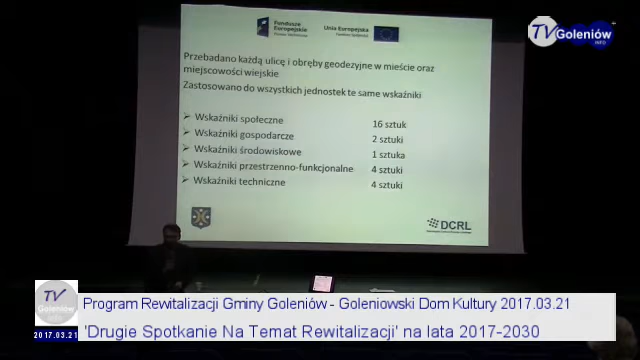 Fundusze
Europejskie
Unia Europejska
TV
Goleniów
INFO
Przebadano każdą ulicę i obręby geodezyjne w mieście oraz
miejscowości wiejskie
Zastosowano do wszystkich jednostek te same wskaźniki
Wskaźniki społeczne 16 sztuk
Wskaźniki gospodarcze 2 sztuki
Wskaźniki środowiskowe 1 sztuka
Wskaźniki przestrzenno-funkcjonalne 4 sztuki
Wskaźniki techniczne 4 sztuki
DCRL
TV
Goleniów
2017.03.21
Program Rewitalizacji Gminy Goleniów - Goleniowski Dom Kultury 2017.03.21
'Drugie Spotkanie Na Temat Rewitalizacji' na lata 2017-2030